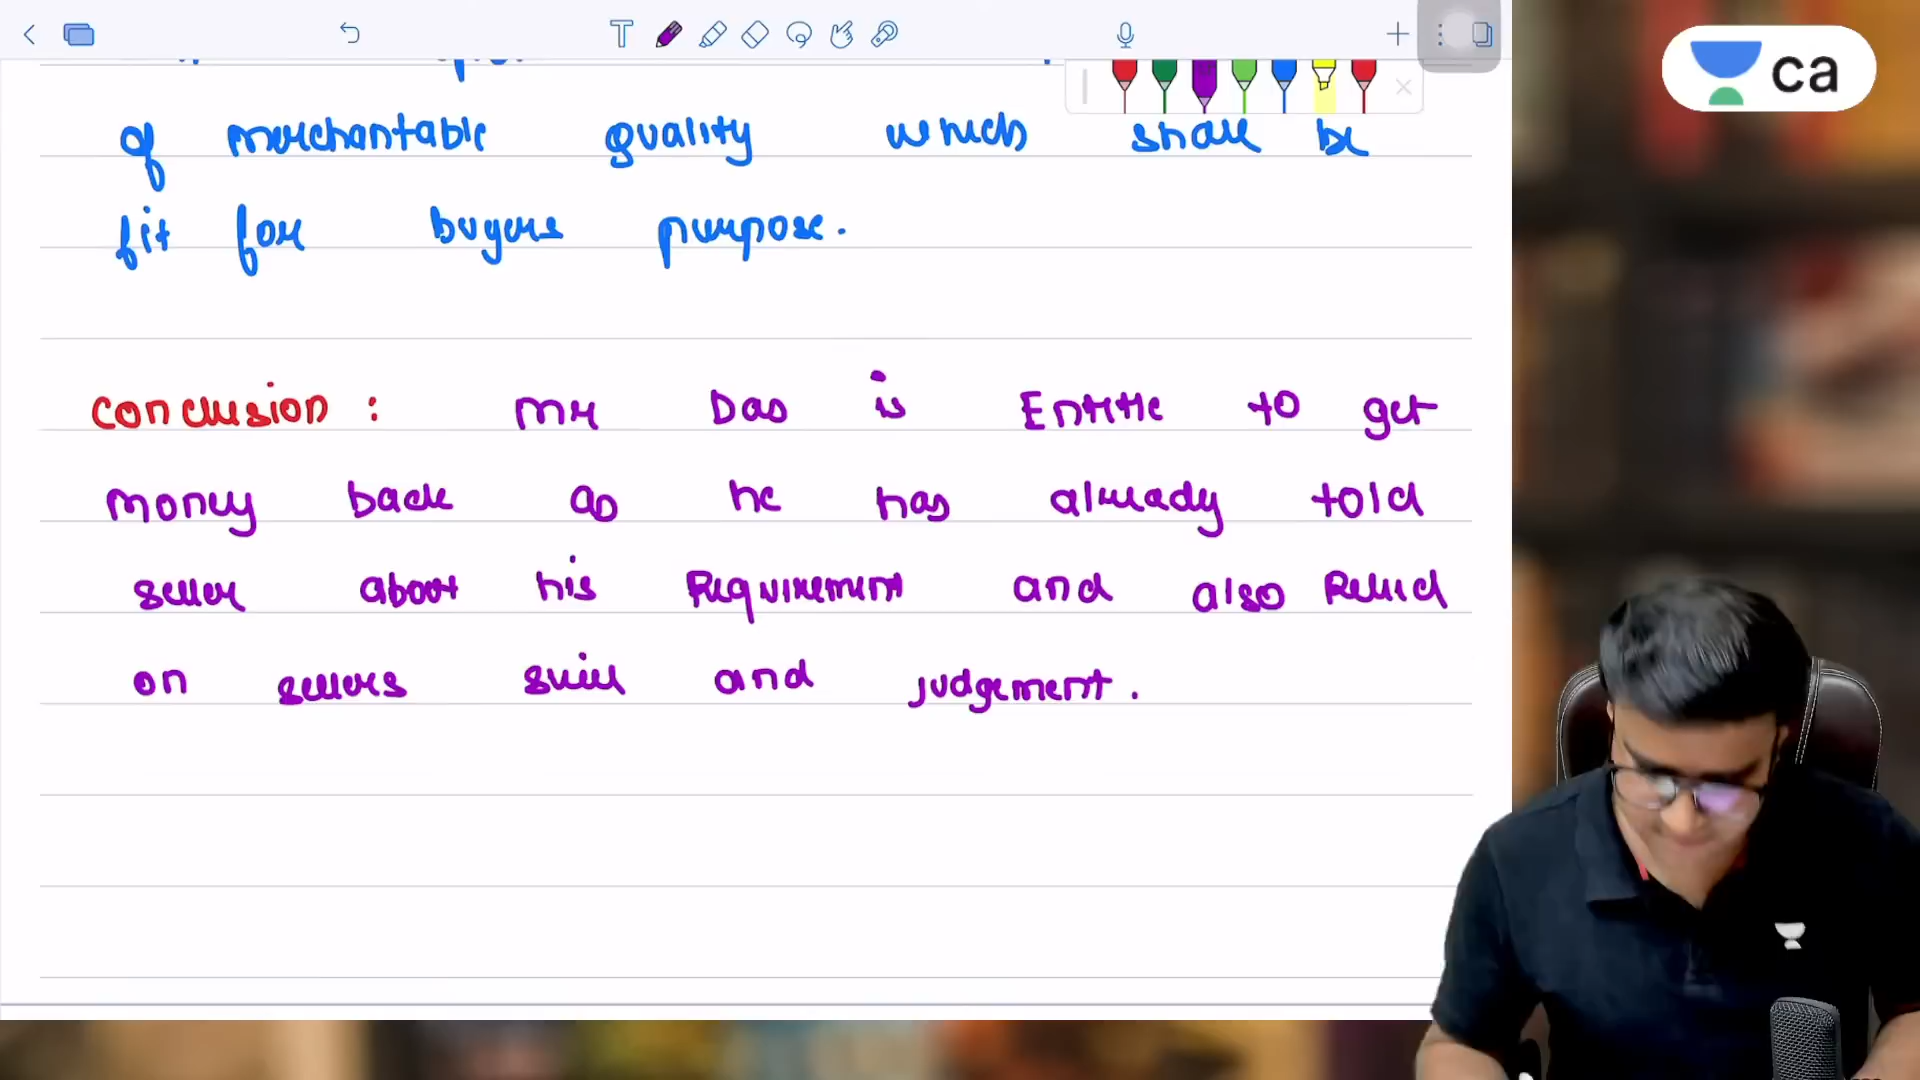 ca
of merchantable quality which shall be
fit for buyers purpose.
Conclusion : Mr Das is Entitle to get
money back as he has already told
seller about his Requirement and also Relied
on sellers skill and judgement.